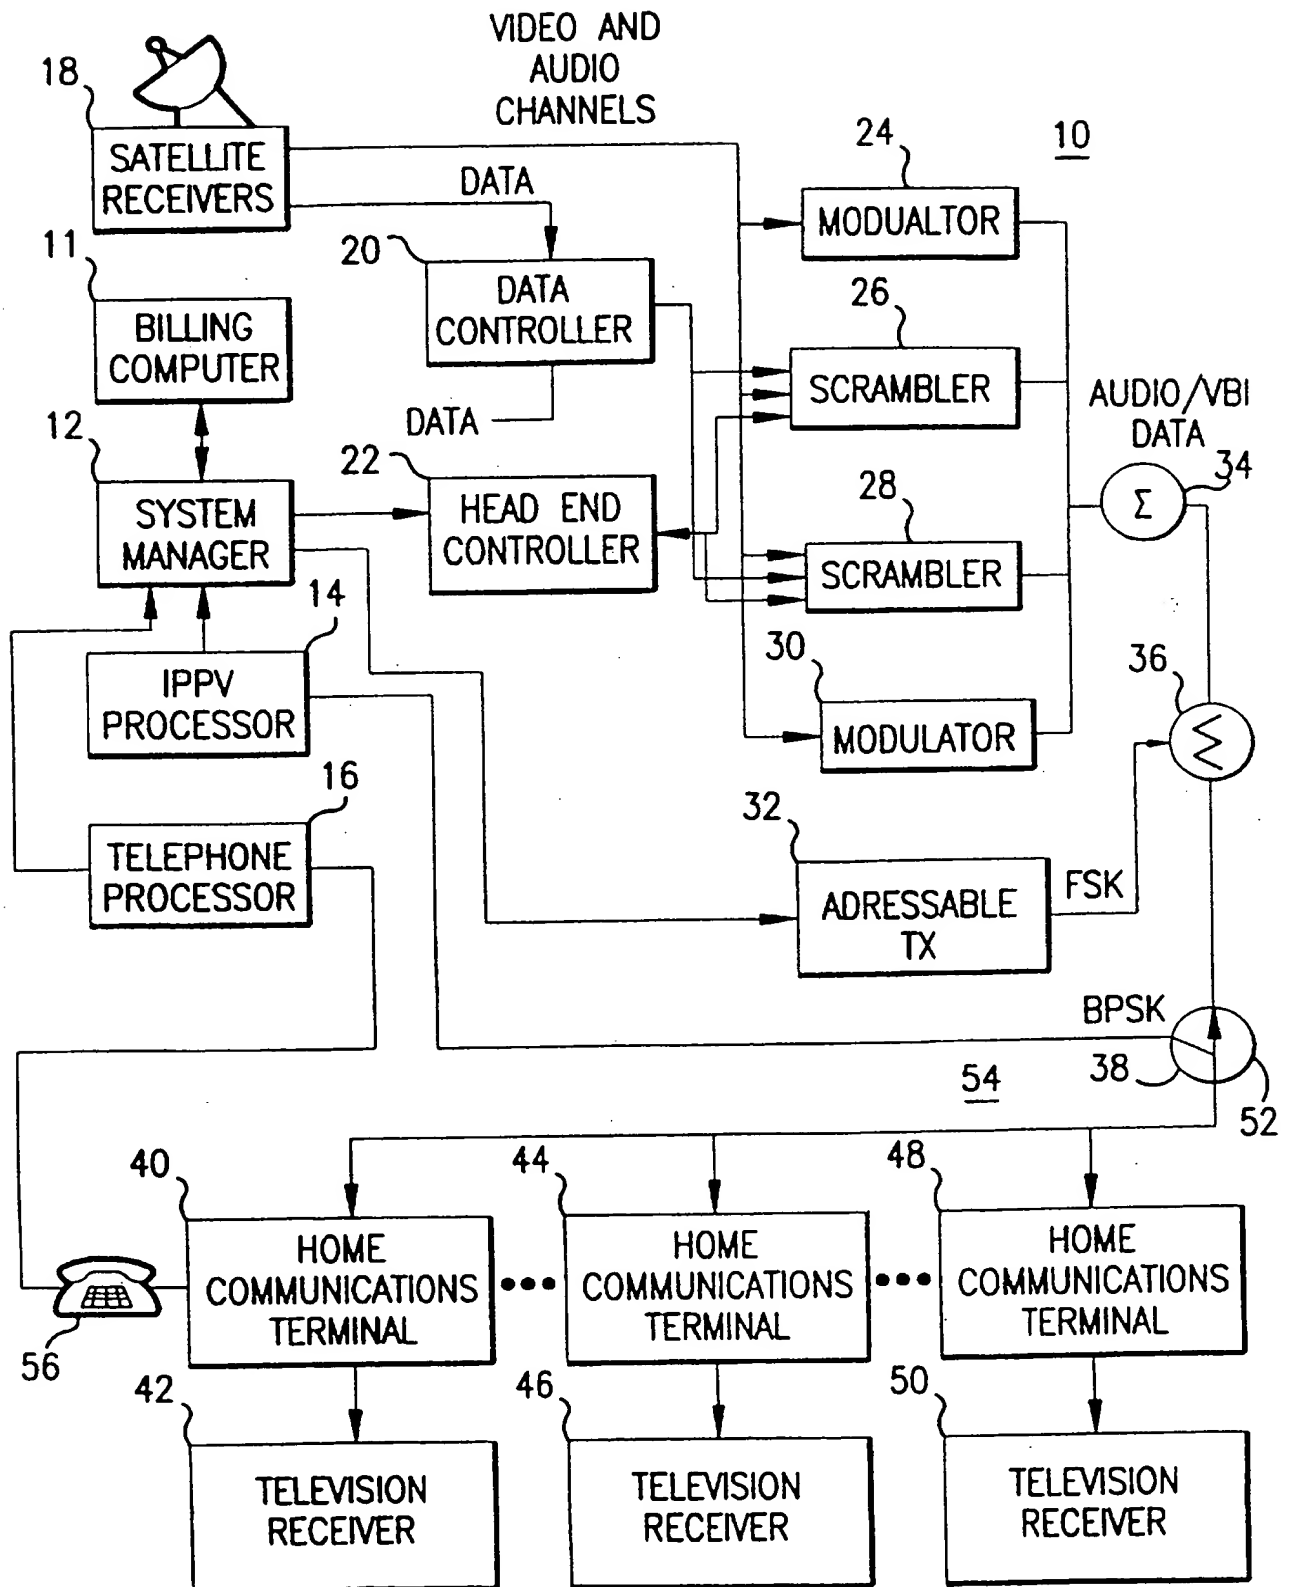 VIDEO AND
AUDIO
CHANNELS
18
SATELLITE
RECEIVERS
DATA
24
10
MODUALTOR
11
20
BILLING
COMPUTER
DATA
CONTROLLER
26
SCRAMBLER
AUDIO/VBI
DATA
DATA
12
22
34
Σ
SYSTEM
MANAGER
HEAD END
CONTROLLER
28
SCRAMBLER
14
IPPV
PROCESSOR
30
MODULATOR
36
16
TELEPHONE
PROCESSOR
32
ADRESSABLE
TX
FSK
BPSK
38
52
54
40
44
48
HOME
COMMUNICATIONS
TERMINAL
HOME
COMMUNICATIONS
TERMINAL
HOME
COMMUNICATIONS
TERMINAL
56
42
46
50
TELEVISION
RECEIVER
TELEVISION
RECEIVER
TELEVISION
RECEIVER